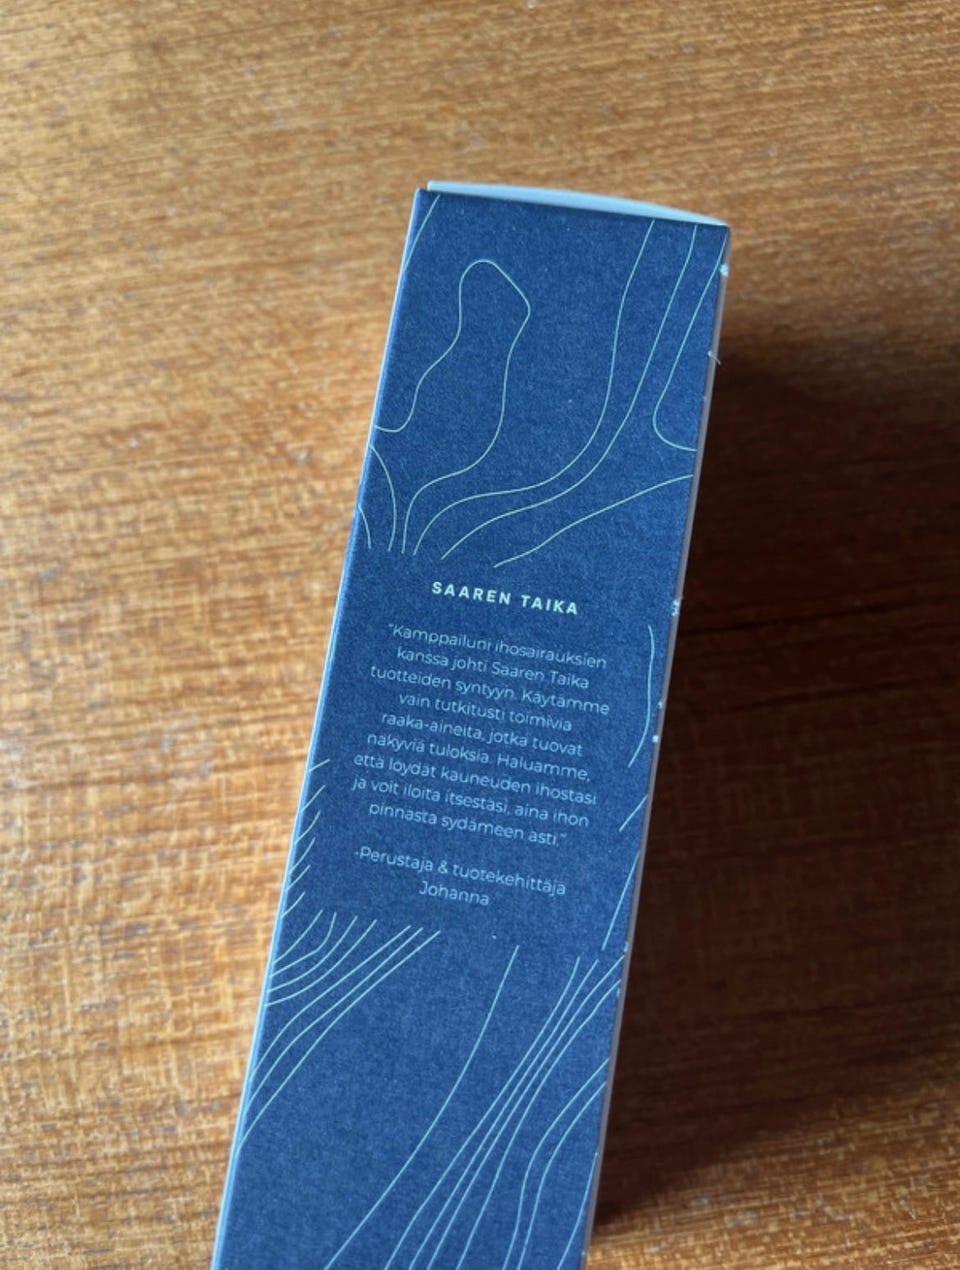 SAAREN TAIKA
"Kamppailuni ihosairauksien
kanssa johti Saaren Taika
tuotteiden syntyyn. Käytämme
vain tutkitusti toimivia
raaka-aineita, jotka tuovat
näkyviä tuloksia. Haluamme,
että löydät kauneuden ihostasi
ja voit iloita itsestäsi, aina ihon
pinnasta sydämeen asti."
-Perustaja & tuotekehittäjä
Johanna